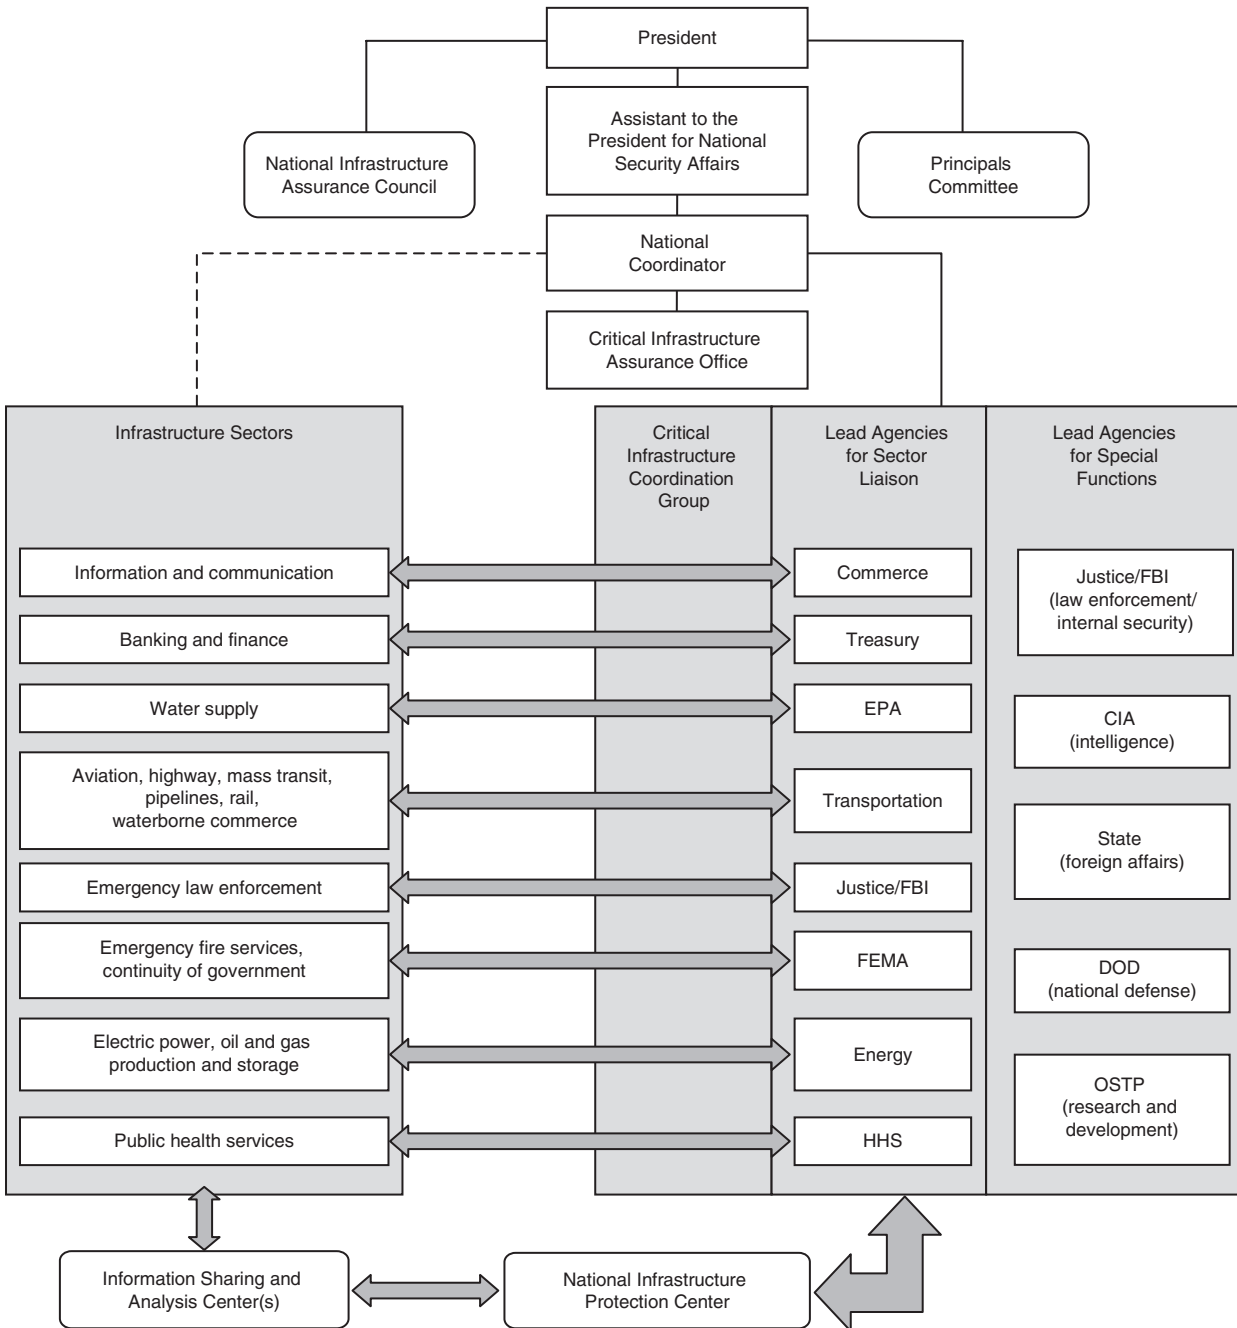 President
Assistant to the
President for National
Security Affairs
National Infrastructure
Assurance Council
Principals
Committee
National
Coordinator
Critical Infrastructure
Assurance Office
Infrastructure Sectors
Critical
Infrastructure
Coordination
Group
Lead Agencies
for Sector
Liaison
Lead Agencies
for Special
Functions
Information and communication
Commerce
Banking and finance
Treasury
Water supply
EPA
Aviation, highway, mass transit,
pipelines, rail,
waterborne commerce
Transportation
Emergency law enforcement
Justice/FBI
Emergency fire services,
continuity of government
FEMA
Electric power, oil and gas
production and storage
Energy
Public health services
HHS
Justice/FBI
(law enforcement/
internal security)
CIA
(intelligence)
State
(foreign affairs)
DOD
(national defense)
OSTP
(research and
development)
Information Sharing and
Analysis Center(s)
National Infrastructure
Protection Center